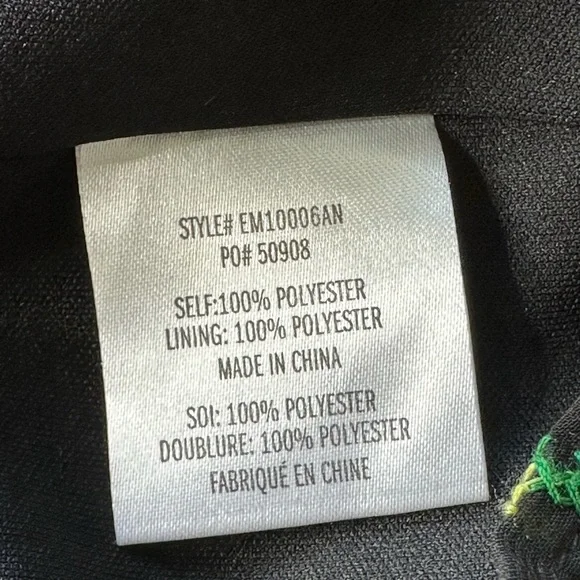 STYLE# EM10006AN
PO# 50908
SELF:100% POLYESTER
LINING: 100% POLYESTER
MADE IN CHINA
SOI: 100% POLYESTER
DOUBLURE: 100% POLYESTER
FABRIQUÉ EN CHINE